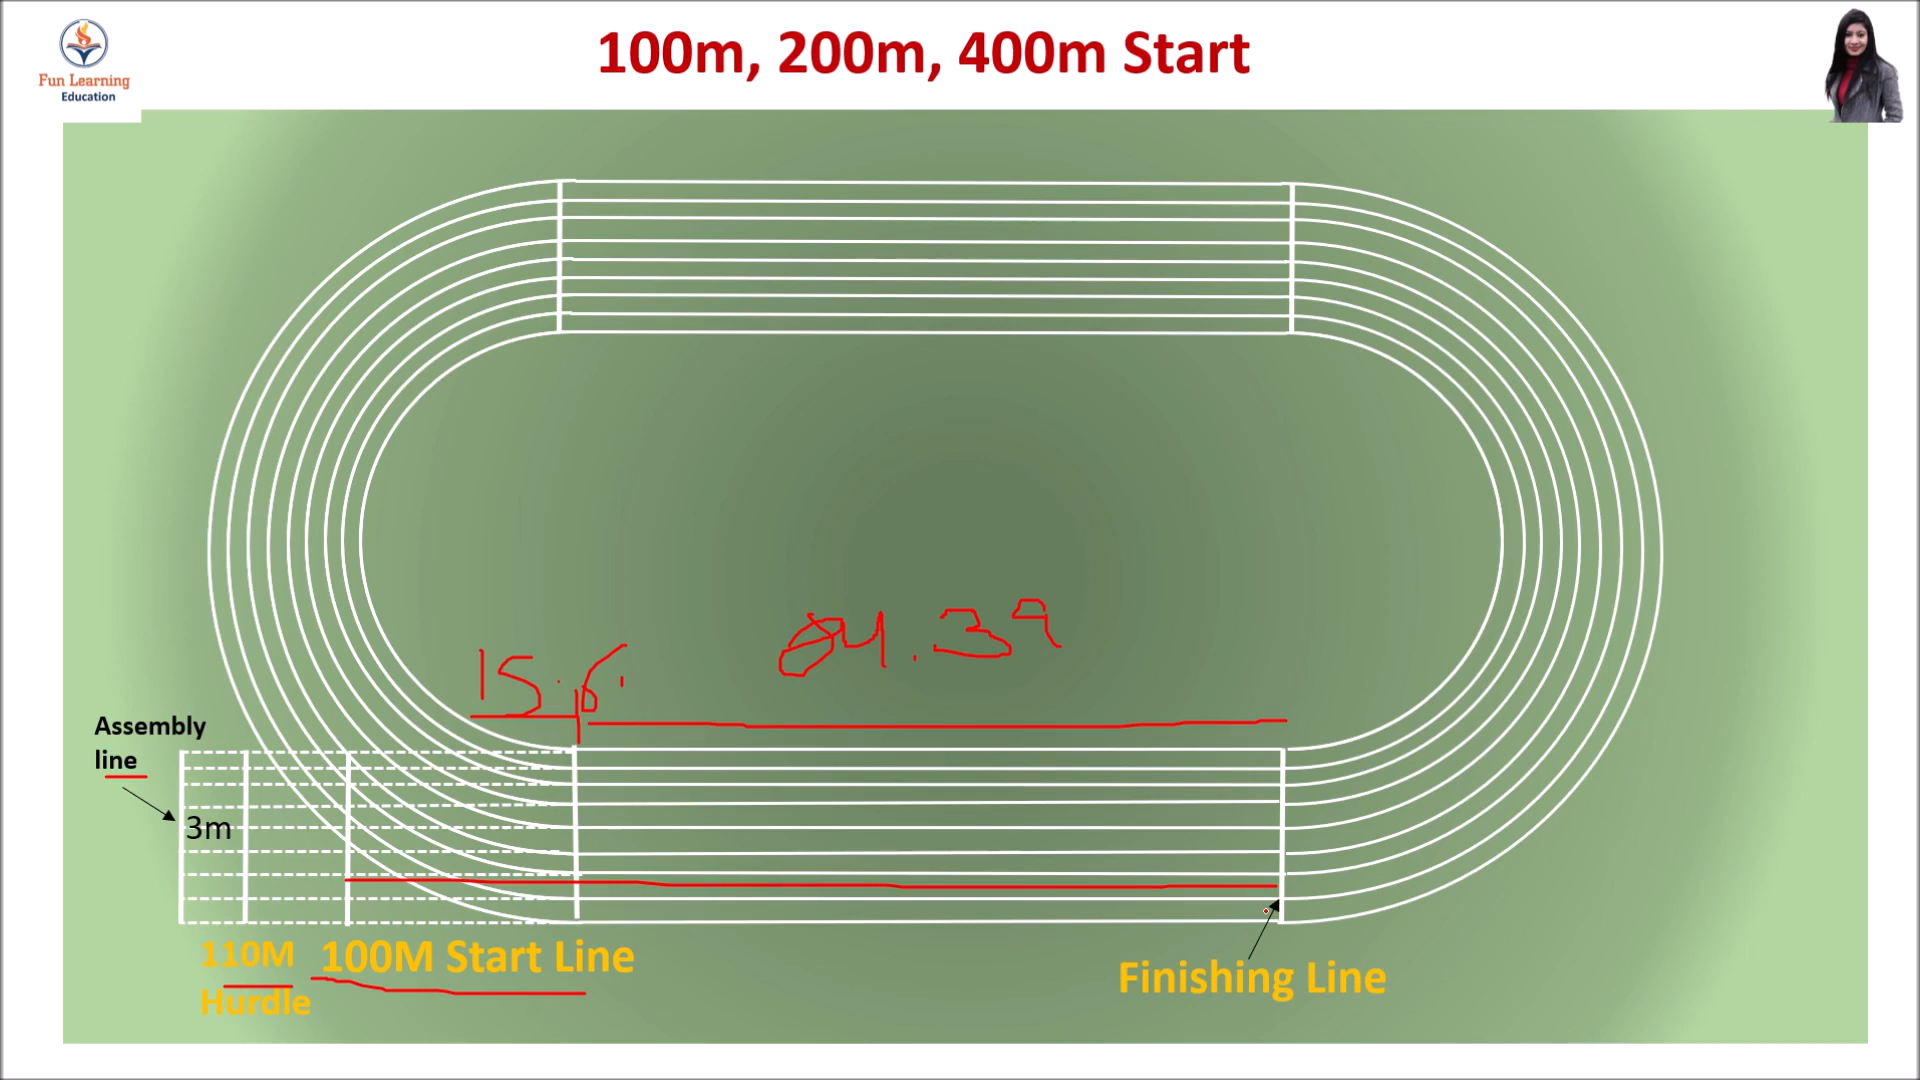 100m, 200m, 400m Start
Fun Learning
Education
84.39
15.6
Assembly
line
3m
110M
Hurdle
100M Start Line
Finishing Line